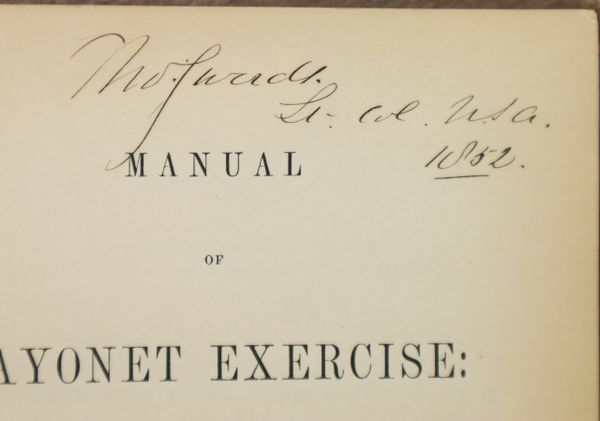 Lt. Col. U.S.A.
1852.
MANUAL
OF
AYONET EXERCISE: